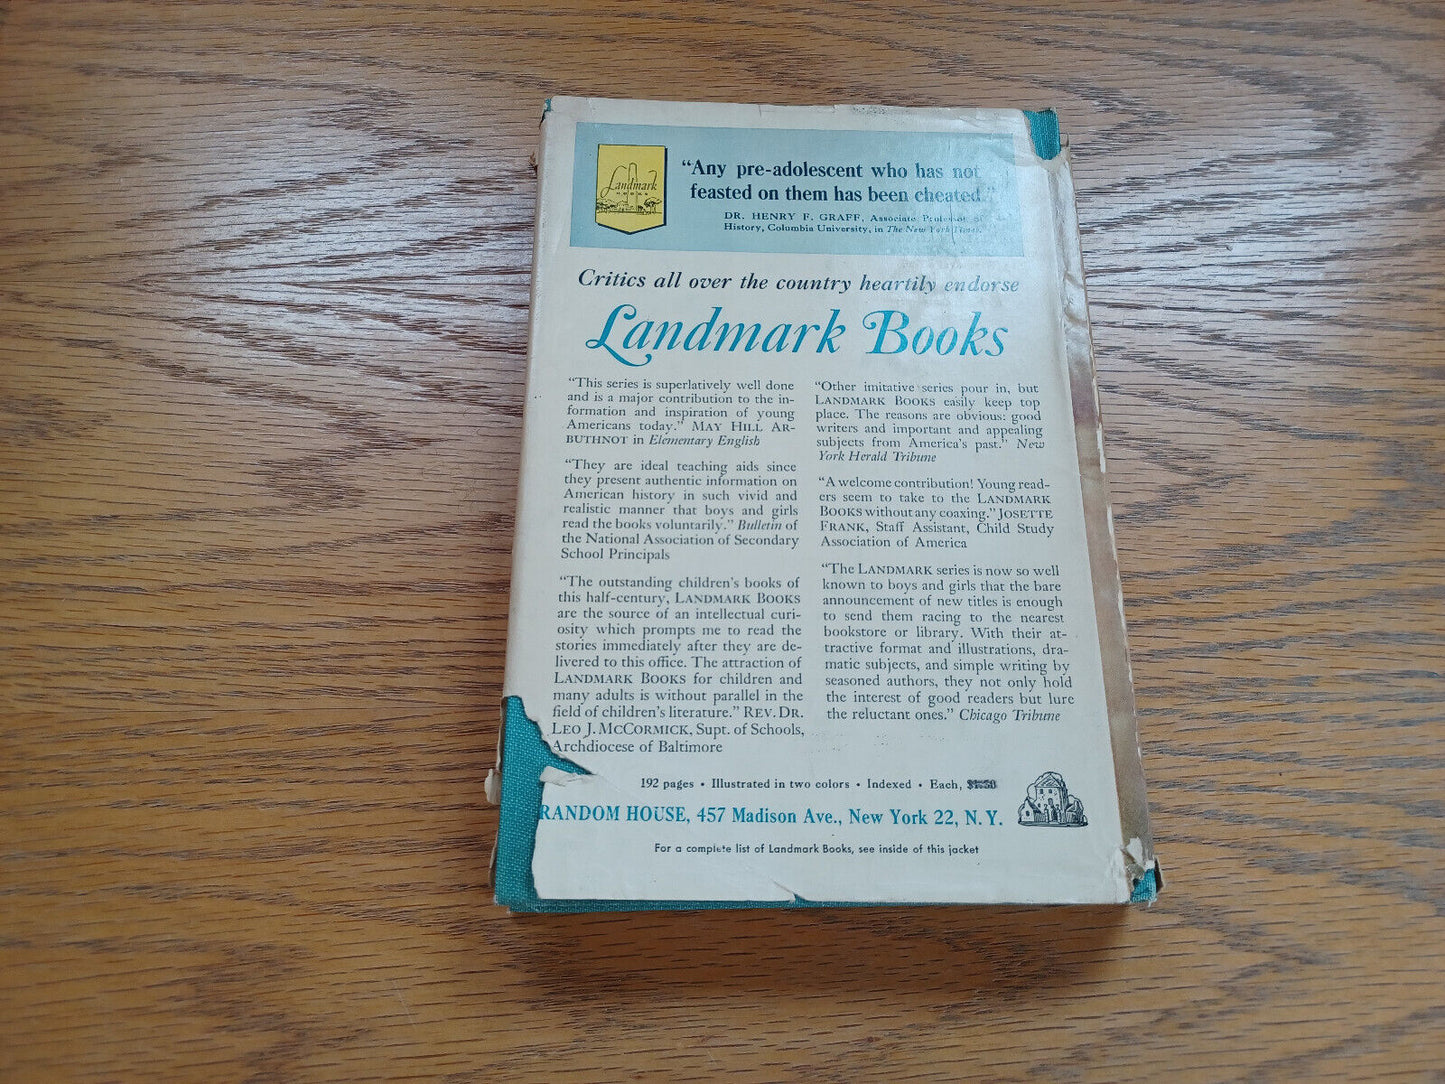 Landmark
BOOKS
"Any pre-adolescent who has not
feasted on them has been cheated."
DR. HENRY F. GRAFF, Associate Professor of
History, Columbia University, in The New York Times.
Critics all over the country heartily endorse
Landmark Books
"This series is superlatively well done
and is a major contribution to the in-
formation and inspiration of young
Americans today." MAY HILL AR-
BUTHNOT in Elementary English
"They are ideal teaching aids since
they present authentic information on
American history in such vivid and
realistic manner that boys and girls
read the books voluntarily." Bulletin of
the National Association of Secondary
School Principals
"The outstanding children's books of
this half-century, LANDMARK BOOKS
are the source of an intellectual curi-
osity which prompts me to read the
stories immediately after they are de-
livered to this office. The attraction of
LANDMARK BOOKS for children and
many adults is without parallel in the
field of children's literature." REV. DR.
LEO J. MCCORMICK, Supt. of Schools,
Archdiocese of Baltimore
"Other imitative series pour in, but
LANDMARK BOOKS easily keep top
place. The reasons are obvious: good
writers and important and appealing
subjects from America's past." New
York Herald Tribune
"A welcome contribution! Young read-
ers seem to take to the LANDMARK
BOOKS without any coaxing." JOSETTE
FRANK, Staff Assistant, Child Study
Association of America
"The LANDMARK series is now so well
known to boys and girls that the bare
announcement of new titles is enough
to send them racing to the nearest
bookstore or library. With their at-
tractive format and illustrations, dra-
matic subjects, and simple writing by
seasoned authors, they not only hold
the interest of good readers but lure
the reluctant ones." Chicago Tribune
192 pages • Illustrated in two colors • Indexed • Each,
RANDOM HOUSE, 457 Madison Ave., New York 22, N. Y.
For a complete list of Landmark Books, see inside of this jacket